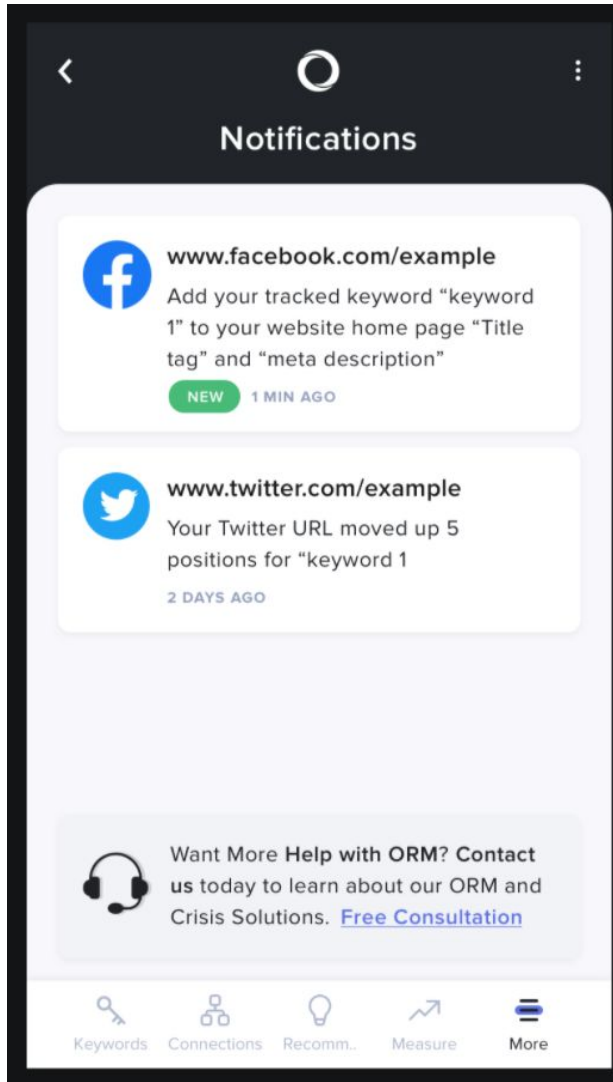 Notifications
www.facebook.com/example
Add your tracked keyword “keyword
1” to your website home page “Title
tag” and “meta description”
NEW 1 MIN AGO
www.twitter.com/example
Your Twitter URL moved up 5
positions for “keyword 1
2 DAYS AGO
Want More Help with ORM? Contact
us today to learn about our ORM and
Crisis Solutions. Free Consultation
Keywords Connections Recomm.. Measure More